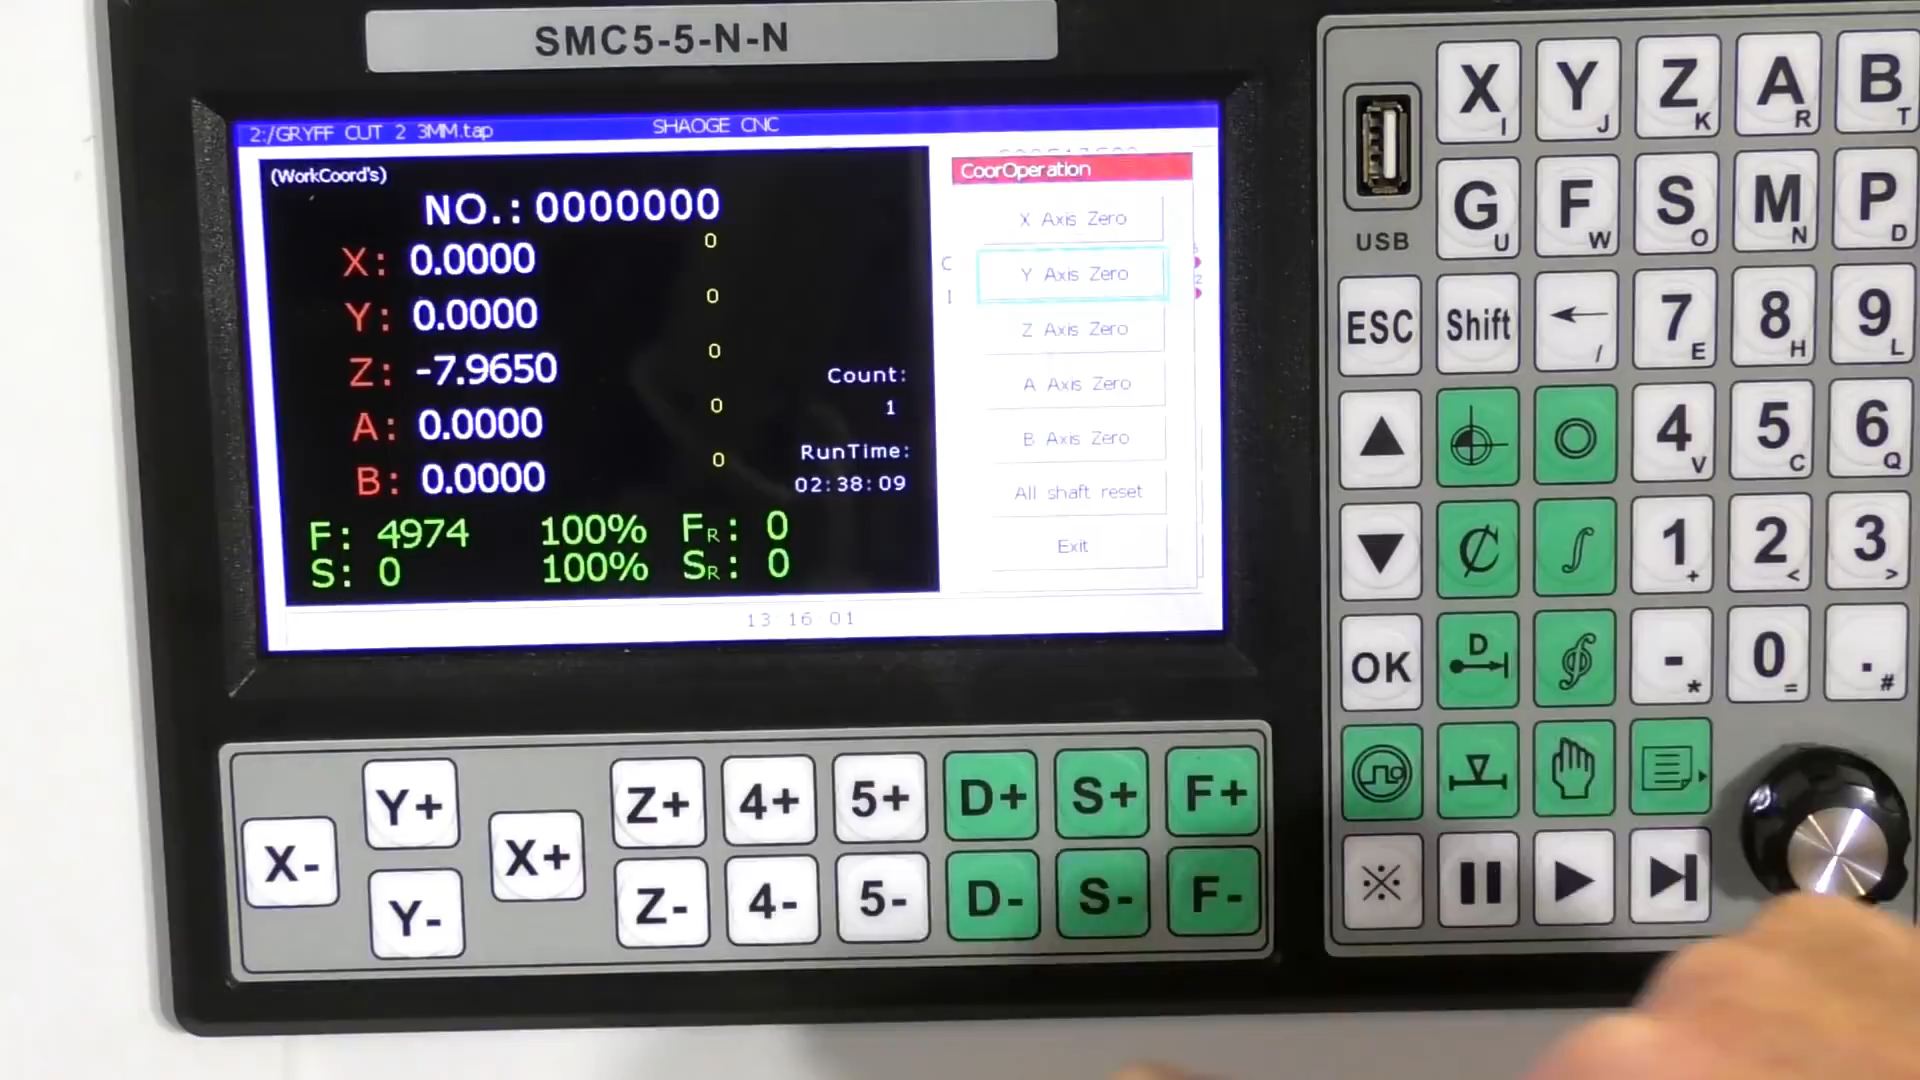 SMC5-5-N-N
2:/GRYFF CUT 2 3MM.tap SHAOGE CNC
(WorkCoord's)
NO.: 0000000
X: 0.0000 0
Y: 0.0000 0
Z: -7.9650 0
A: 0.0000 0
B: 0.0000 0
Count:
1
RunTime:
02:38:09
F: 4974 100% FR: 0
S: 0 100% SR: 0
13 16 01
CoorOperation
X Axis Zero
Y Axis Zero
Z Axis Zero
A Axis Zero
B Axis Zero
All shaft reset
Exit
X- Y+ Y- X+
Z+ 4+ 5+ D+ S+ F+
Z- 4- 5- D- S- F-
USB
X I Y J Z K A R B T
G U F W S O M N P D
ESC Shift ← / 7 E 8 H 9 L
▲ 4 V 5 C 6 Q
▼ ₵ ∫ 1 + 2 < 3 >
OK D ∯ - * 0 = . #